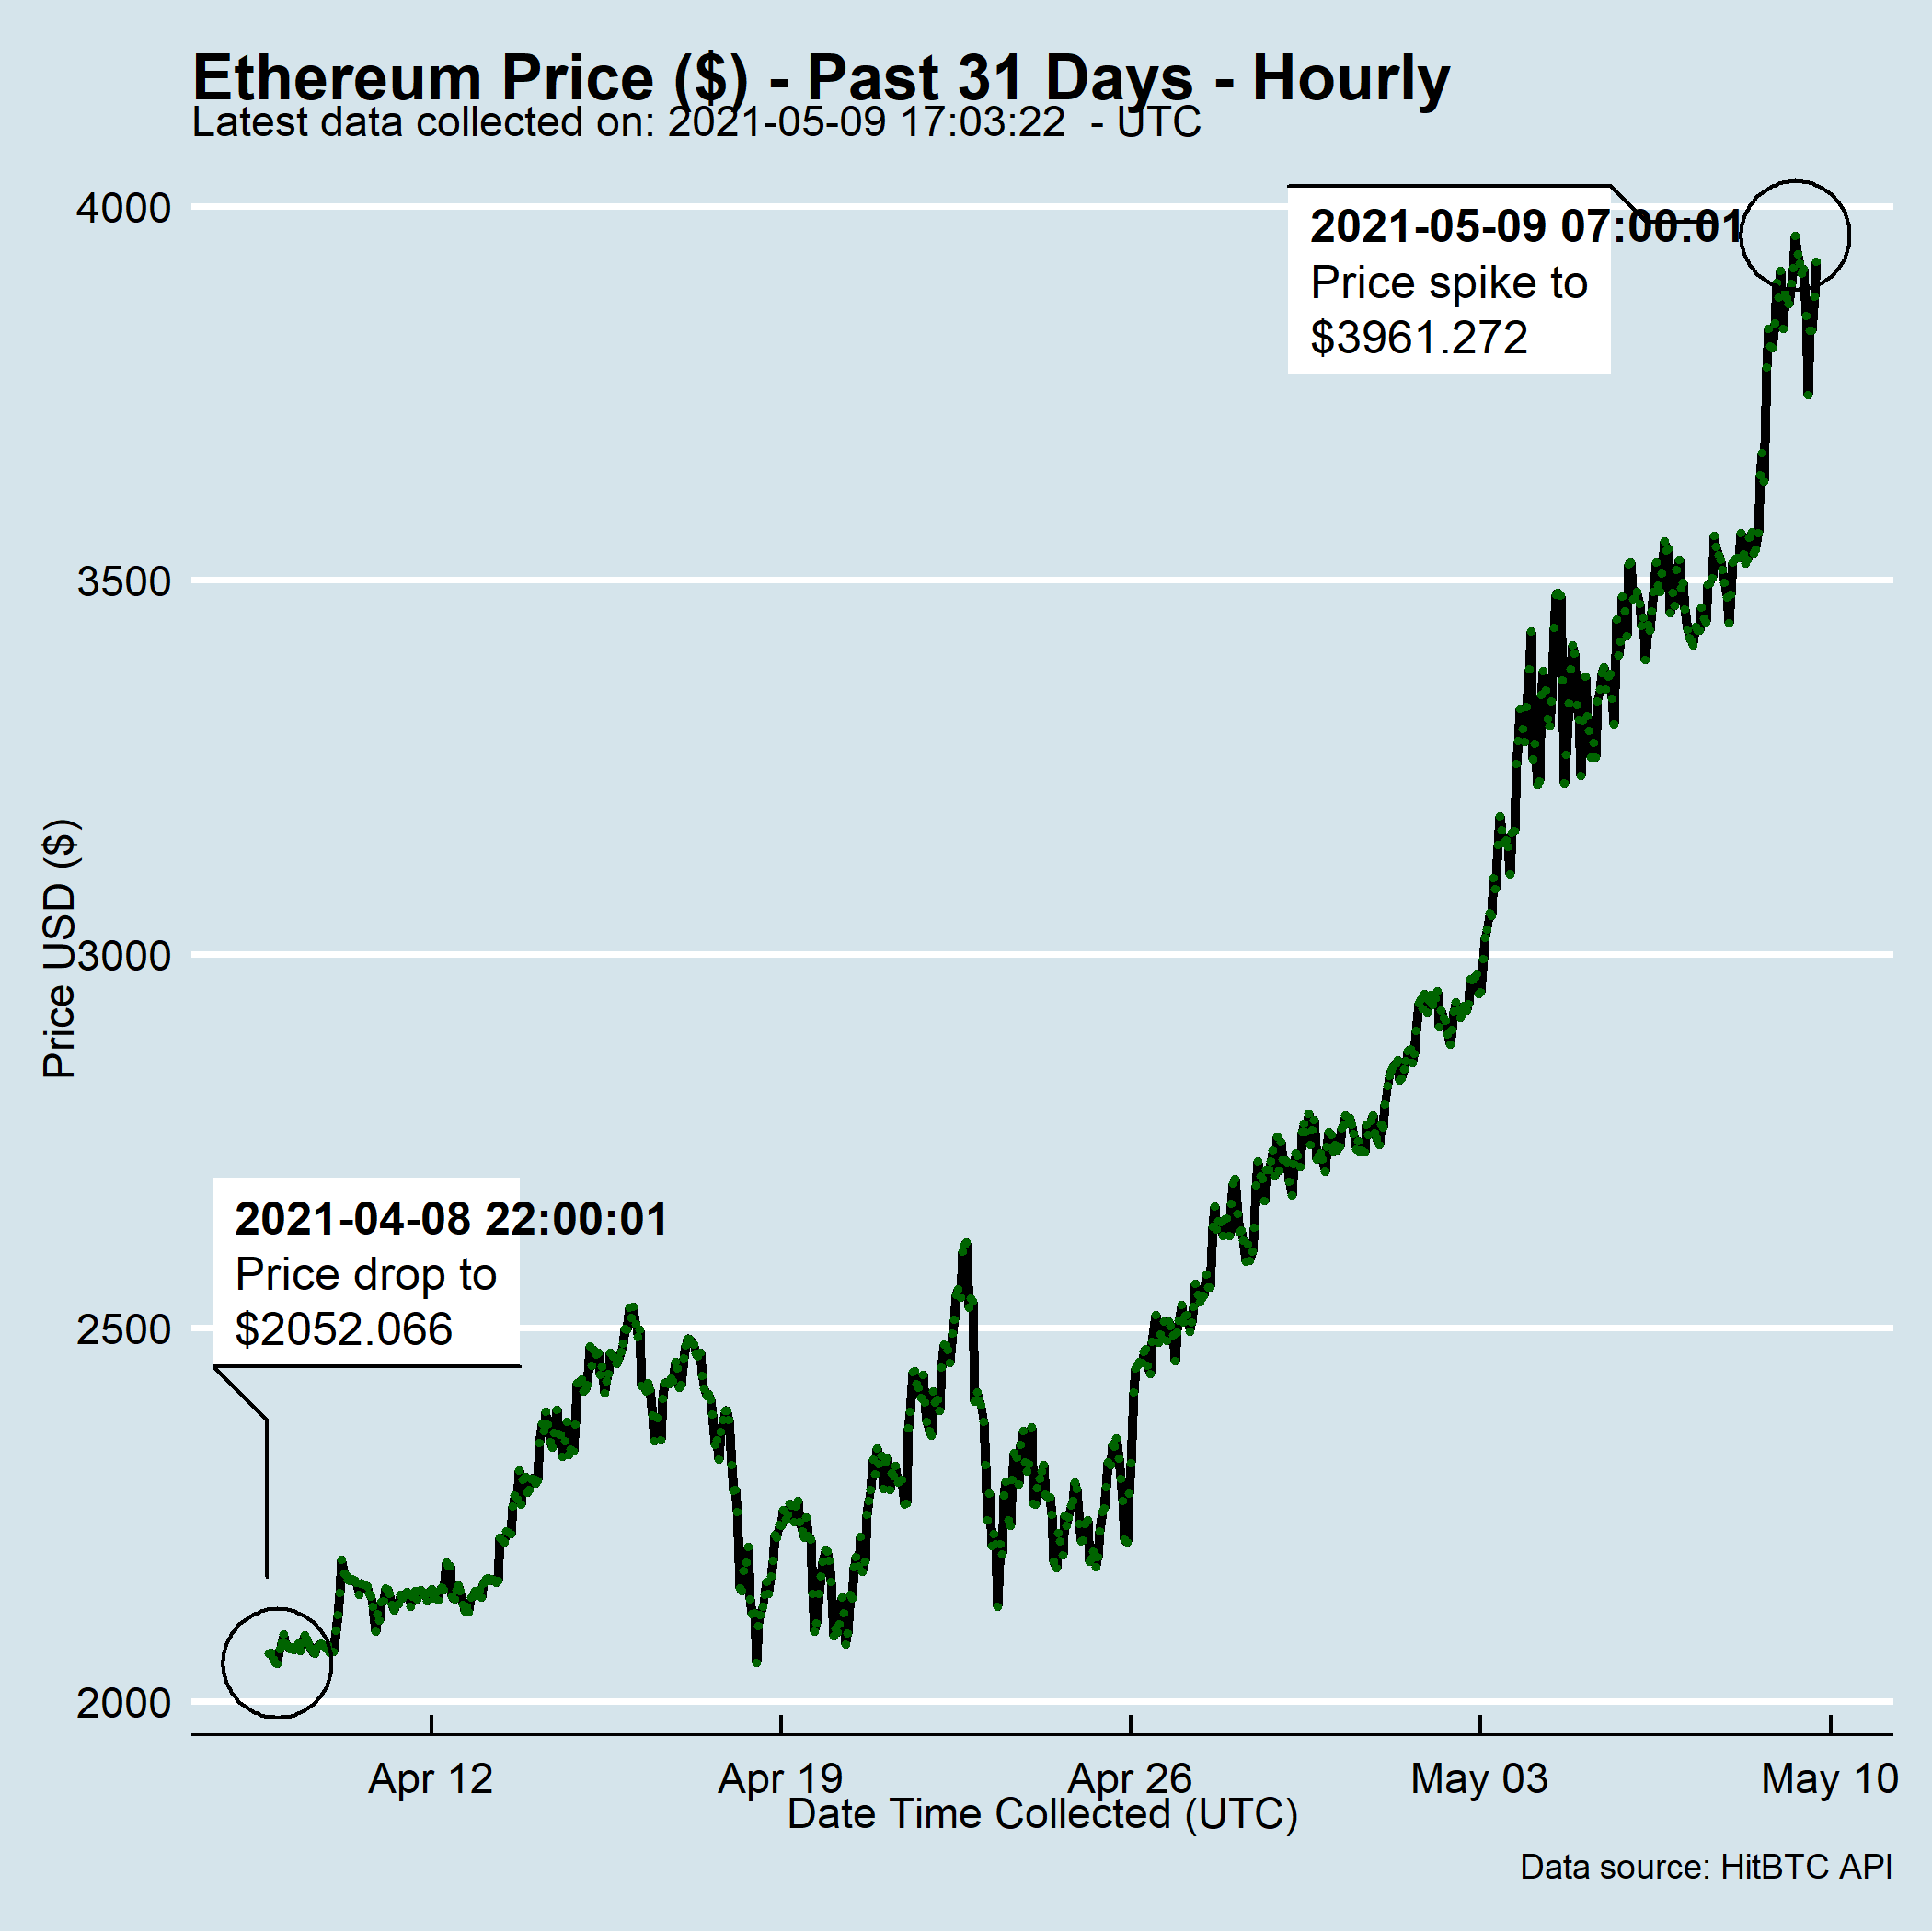 Ethereum Price ($) - Past 31 Days - Hourly
Latest data collected on: 2021-05-09 17:03:22  - UTC
4000
2021-05-09 07:00:01
Price spike to
$3961.272
3500
Price USD ($)
3000
2021-04-08 22:00:01
Price drop to
$2052.066
2500
2000
Apr 12 Apr 19 Apr 26 May 03 May 10
Date Time Collected (UTC)
Data source: HitBTC API